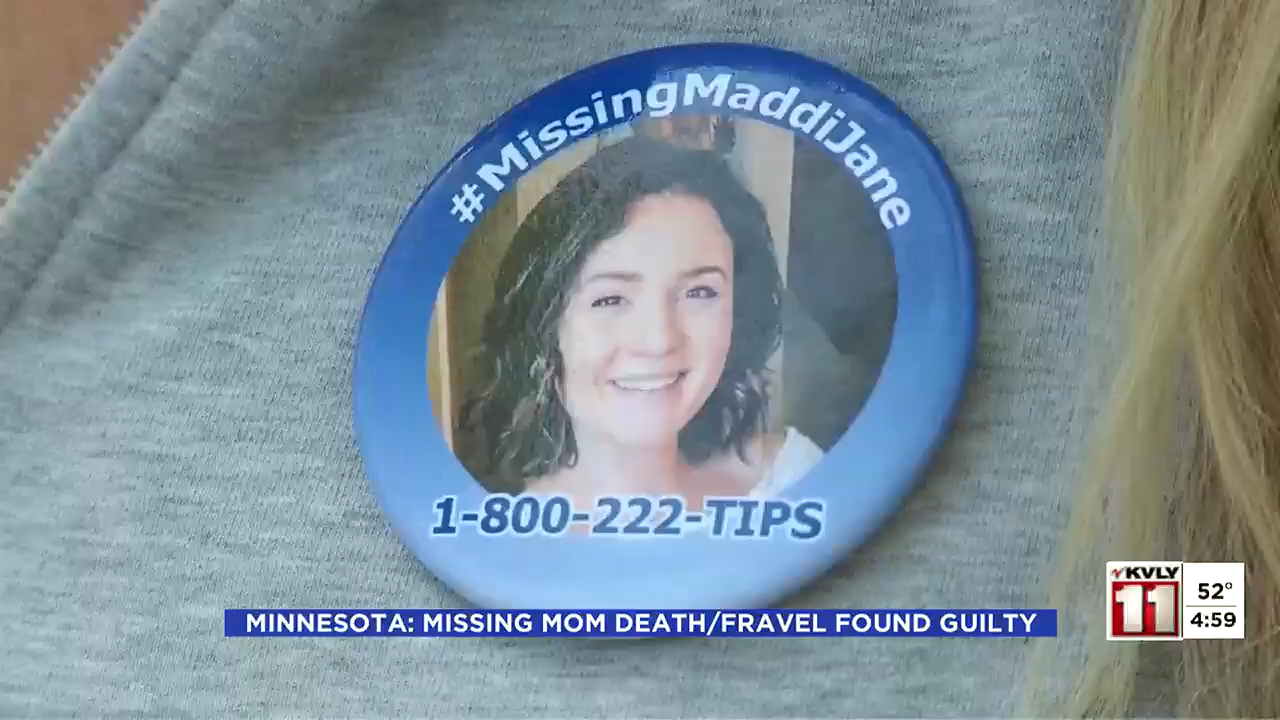 #MissingMaddiJane
1-800-222-TIPS
MINNESOTA: MISSING MOM DEATH/FRAVEL FOUND GUILTY
KVLY
11
52°
4:59